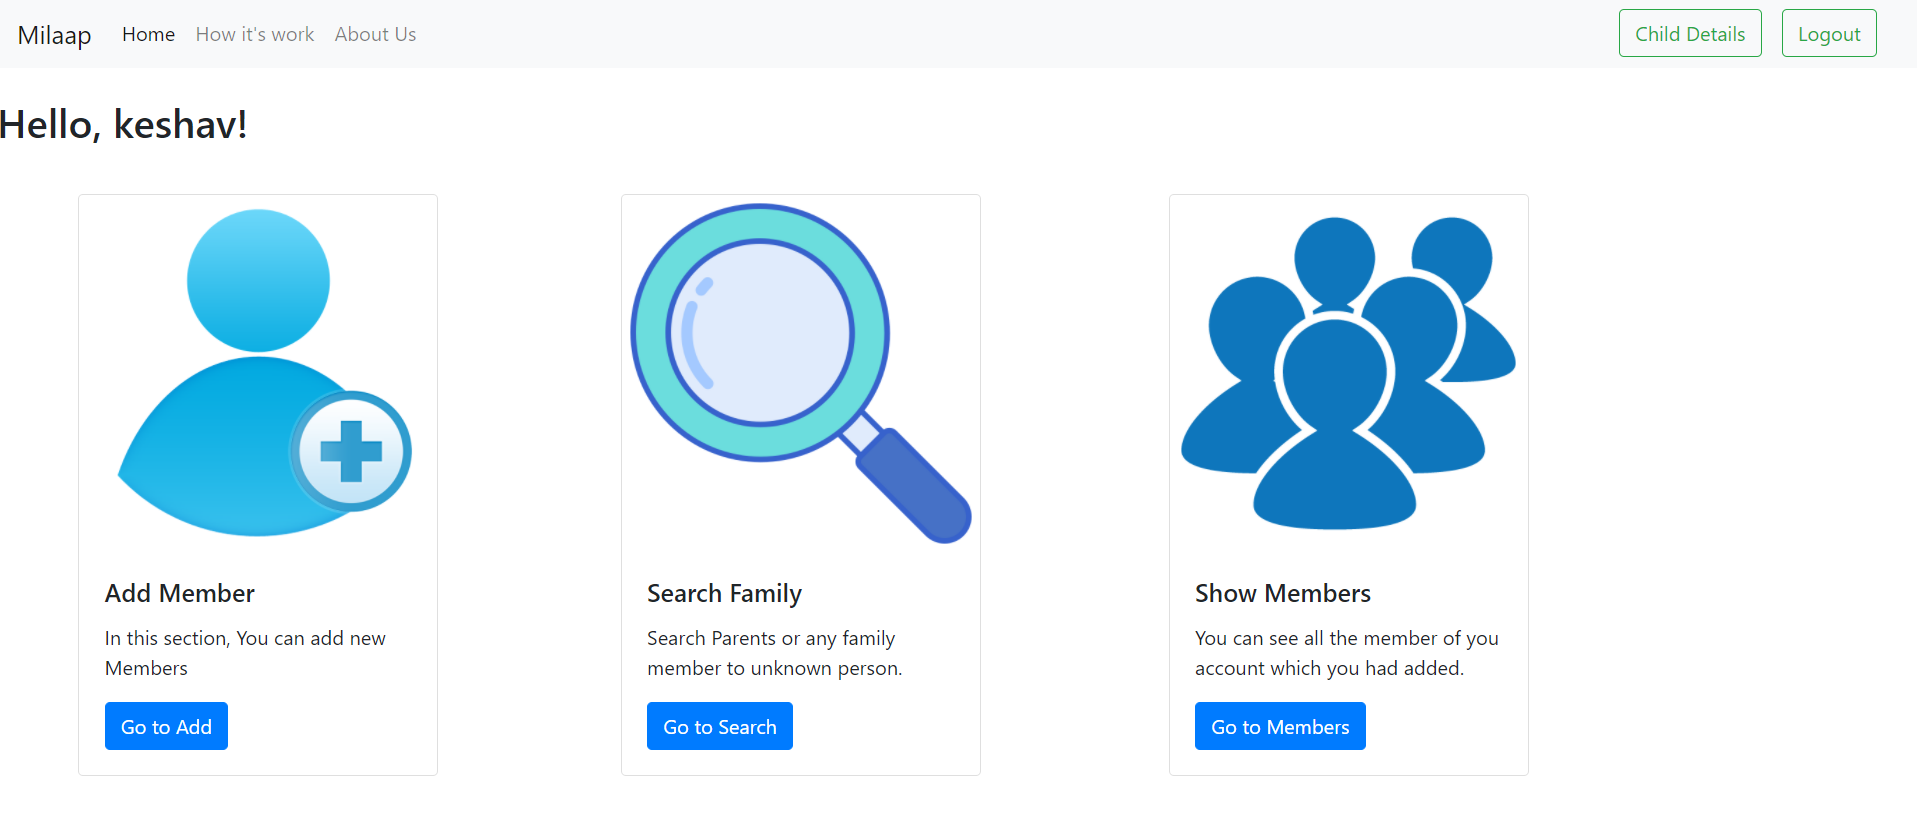 Milaap Home How it's work About Us Child Details Logout
Hello, keshav!
Add Member
In this section, You can add new
Members
Go to Add
Search Family
Search Parents or any family
member to unknown person.
Go to Search
Show Members
You can see all the member of you
account which you had added.
Go to Members